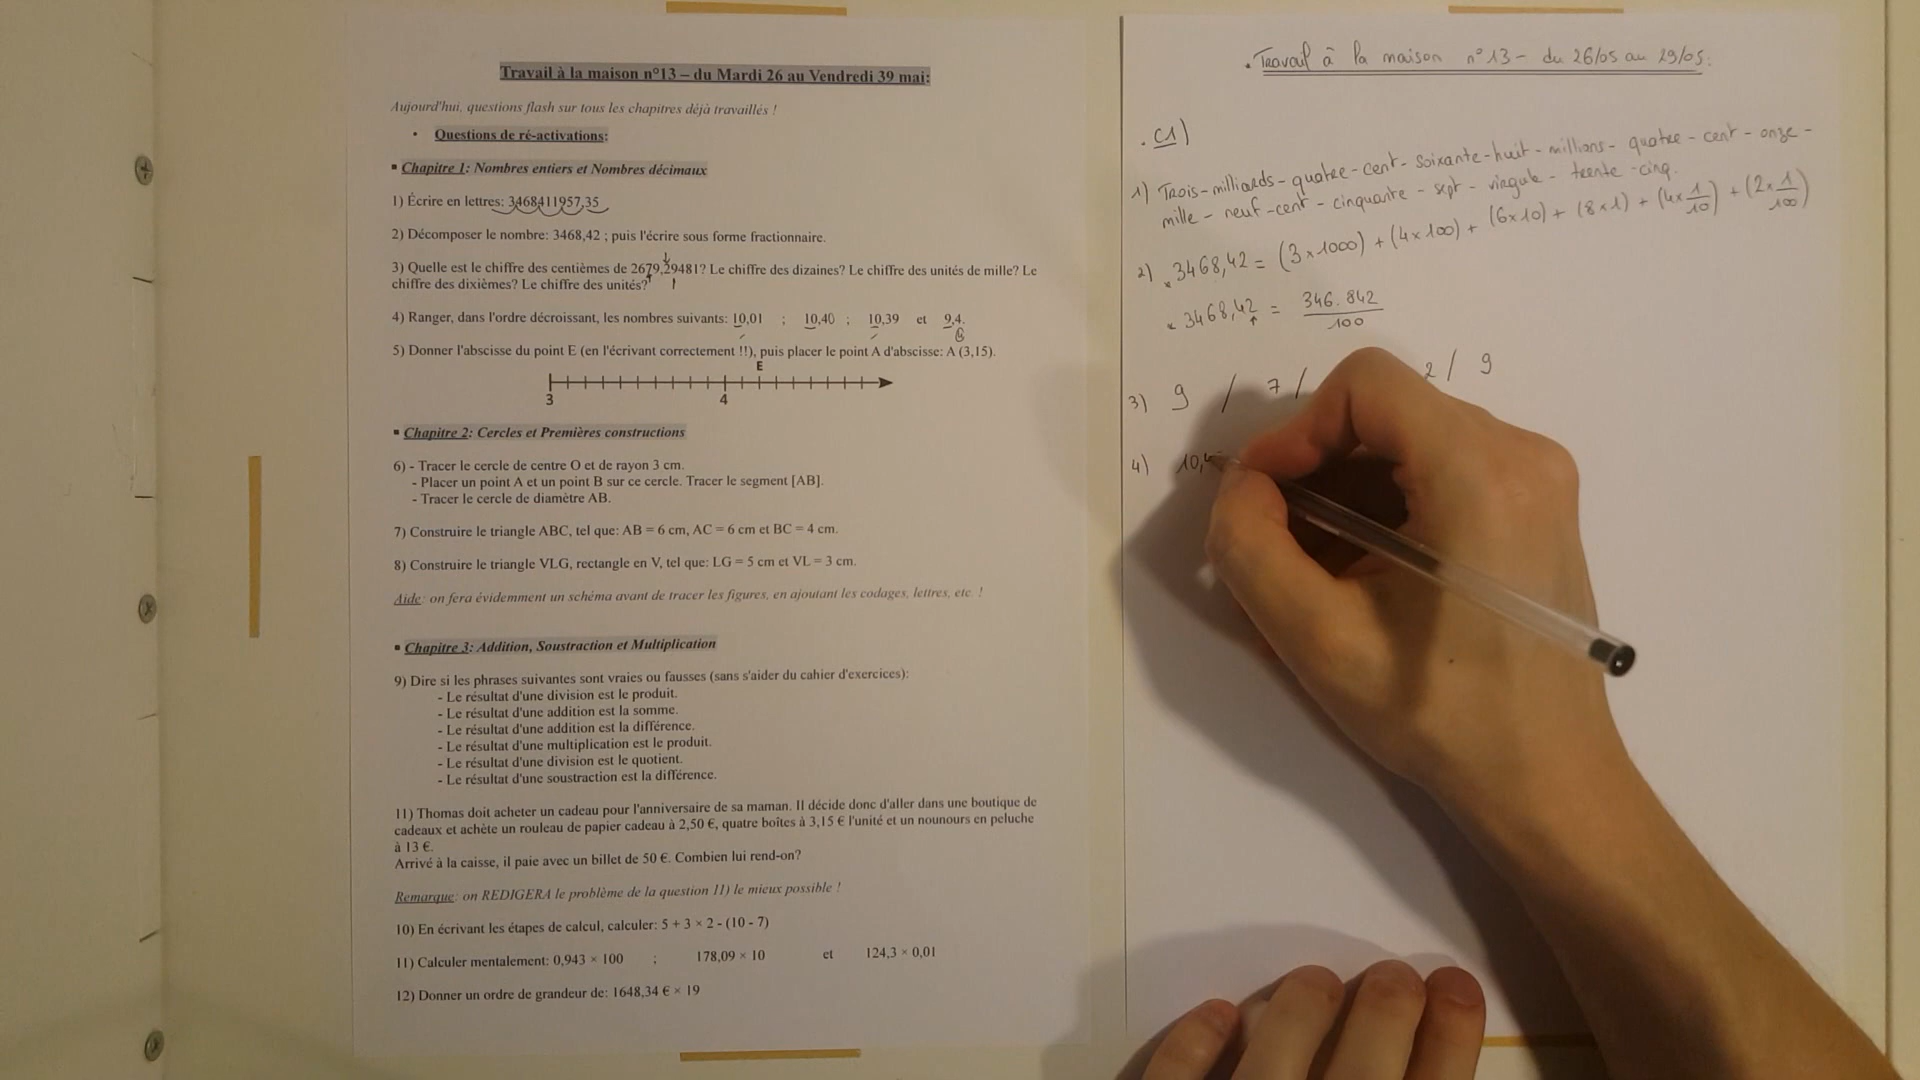 Travail à la maison n°13 – du Mardi 26 au Vendredi 39 mai:
Aujourd'hui, questions flash sur tous les chapitres déjà travaillés !
• Questions de ré-activations:
▪ Chapitre 1: Nombres entiers et Nombres décimaux
1) Écrire en lettres: 3468411957,35
2) Décomposer le nombre: 3468,42 ; puis l'écrire sous forme fractionnaire.
3) Quelle est le chiffre des centièmes de 2679,29481? Le chiffre des dizaines? Le chiffre des unités de mille? Le
chiffre des dixièmes? Le chiffre des unités?
4) Ranger, dans l'ordre décroissant, les nombres suivants: 10,01 ; 10,40 ; 10,39 et 9,4.
5) Donner l'abscisse du point E (en l'écrivant correctement !!), puis placer le point A d'abscisse: A (3,15).
E
3 4
▪ Chapitre 2: Cercles et Premières constructions
6) - Tracer le cercle de centre O et de rayon 3 cm.
- Placer un point A et un point B sur ce cercle. Tracer le segment [AB].
- Tracer le cercle de diamètre AB.
7) Construire le triangle ABC, tel que: AB = 6 cm, AC = 6 cm et BC = 4 cm.
8) Construire le triangle VLG, rectangle en V, tel que: LG = 5 cm et VL = 3 cm.
Aide: on fera évidemment un schéma avant de tracer les figures, en ajoutant les codages, lettres, etc. !
▪ Chapitre 3: Addition, Soustraction et Multiplication
9) Dire si les phrases suivantes sont vraies ou fausses (sans s'aider du cahier d'exercices):
- Le résultat d'une division est le produit.
- Le résultat d'une addition est la somme.
- Le résultat d'une addition est la différence.
- Le résultat d'une multiplication est le produit.
- Le résultat d'une division est le quotient.
- Le résultat d'une soustraction est la différence.
11) Thomas doit acheter un cadeau pour l'anniversaire de sa maman. Il décide donc d'aller dans une boutique de
cadeaux et achète un rouleau de papier cadeau à 2,50 €, quatre boîtes à 3,15 € l'unité et un nounours en peluche
à 13 €.
Arrivé à la caisse, il paie avec un billet de 50 €. Combien lui rend-on?
Remarque: on REDIGERA le problème de la question 11) le mieux possible !
10) En écrivant les étapes de calcul, calculer: 5 + 3 × 2 - (10 - 7)
11) Calculer mentalement: 0,943 × 100 ; 178,09 × 10 et 124,3 × 0,01
12) Donner un ordre de grandeur de: 1648,34 € × 19
. Travail à la maison n°13 – du 26/05 au 29/05:
. C1)
1) Trois-milliards-quatre-cent-soixante-huit-millions-quatre-cent-onze-
mille-neuf-cent-cinquante-sept-virgule-trente-cinq.
2) × 3468,42 = (3×1000) + (4×100) + (6×10) + (8×1) + (4×1/10) + (2×1/100)
× 3468,42 = 346.842/100
3) 9 / 7 / 2 / 9
4) 10,